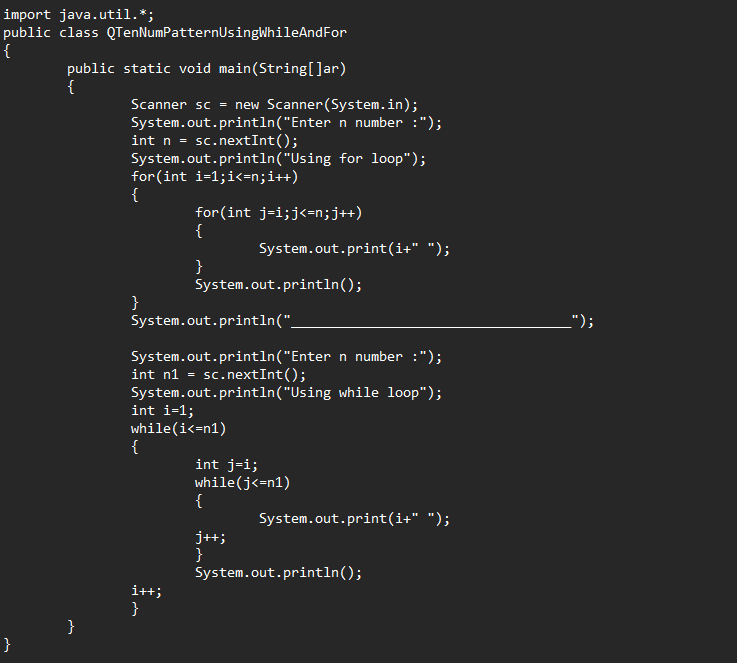 import java.util.*;
public class QTenNumPatternUsingWhileAndFor
{
        public static void main(String[]ar)
        {
                Scanner sc = new Scanner(System.in);
                System.out.println("Enter n number :");
                int n = sc.nextInt();
                System.out.println("Using for loop");
                for(int i=1;i<=n;i++)
                {
                        for(int j=i;j<=n;j++)
                        {
                                System.out.print(i+" ");
                        }
                        System.out.println();
                }
                System.out.println("___________________________________");

                System.out.println("Enter n number :");
                int n1 = sc.nextInt();
                System.out.println("Using while loop");
                int i=1;
                while(i<=n1)
                {
                        int j=i;
                        while(j<=n1)
                        {
                                System.out.print(i+" ");
                        j++;
                        }
                        System.out.println();
                i++;
                }
        }
}